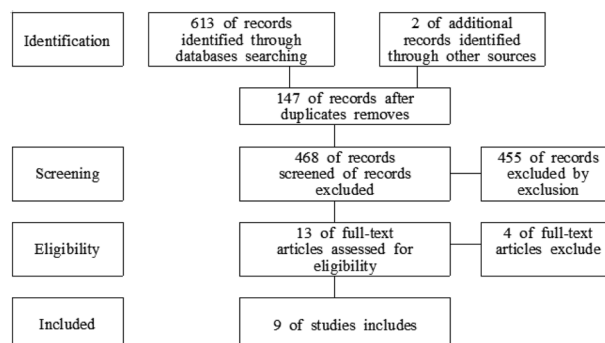 Identification
613 of records
identified through
databases searching
2 of additional
records identified
through other sources
147 of records after
duplicates removes
Screening
468 of records
screened of records
excluded
455 of records
excluded by
exclusion
Eligibility
13 of full-text
articles assessed for
eligibility
4 of full-text
articles exclude
Included
9 of studies includes